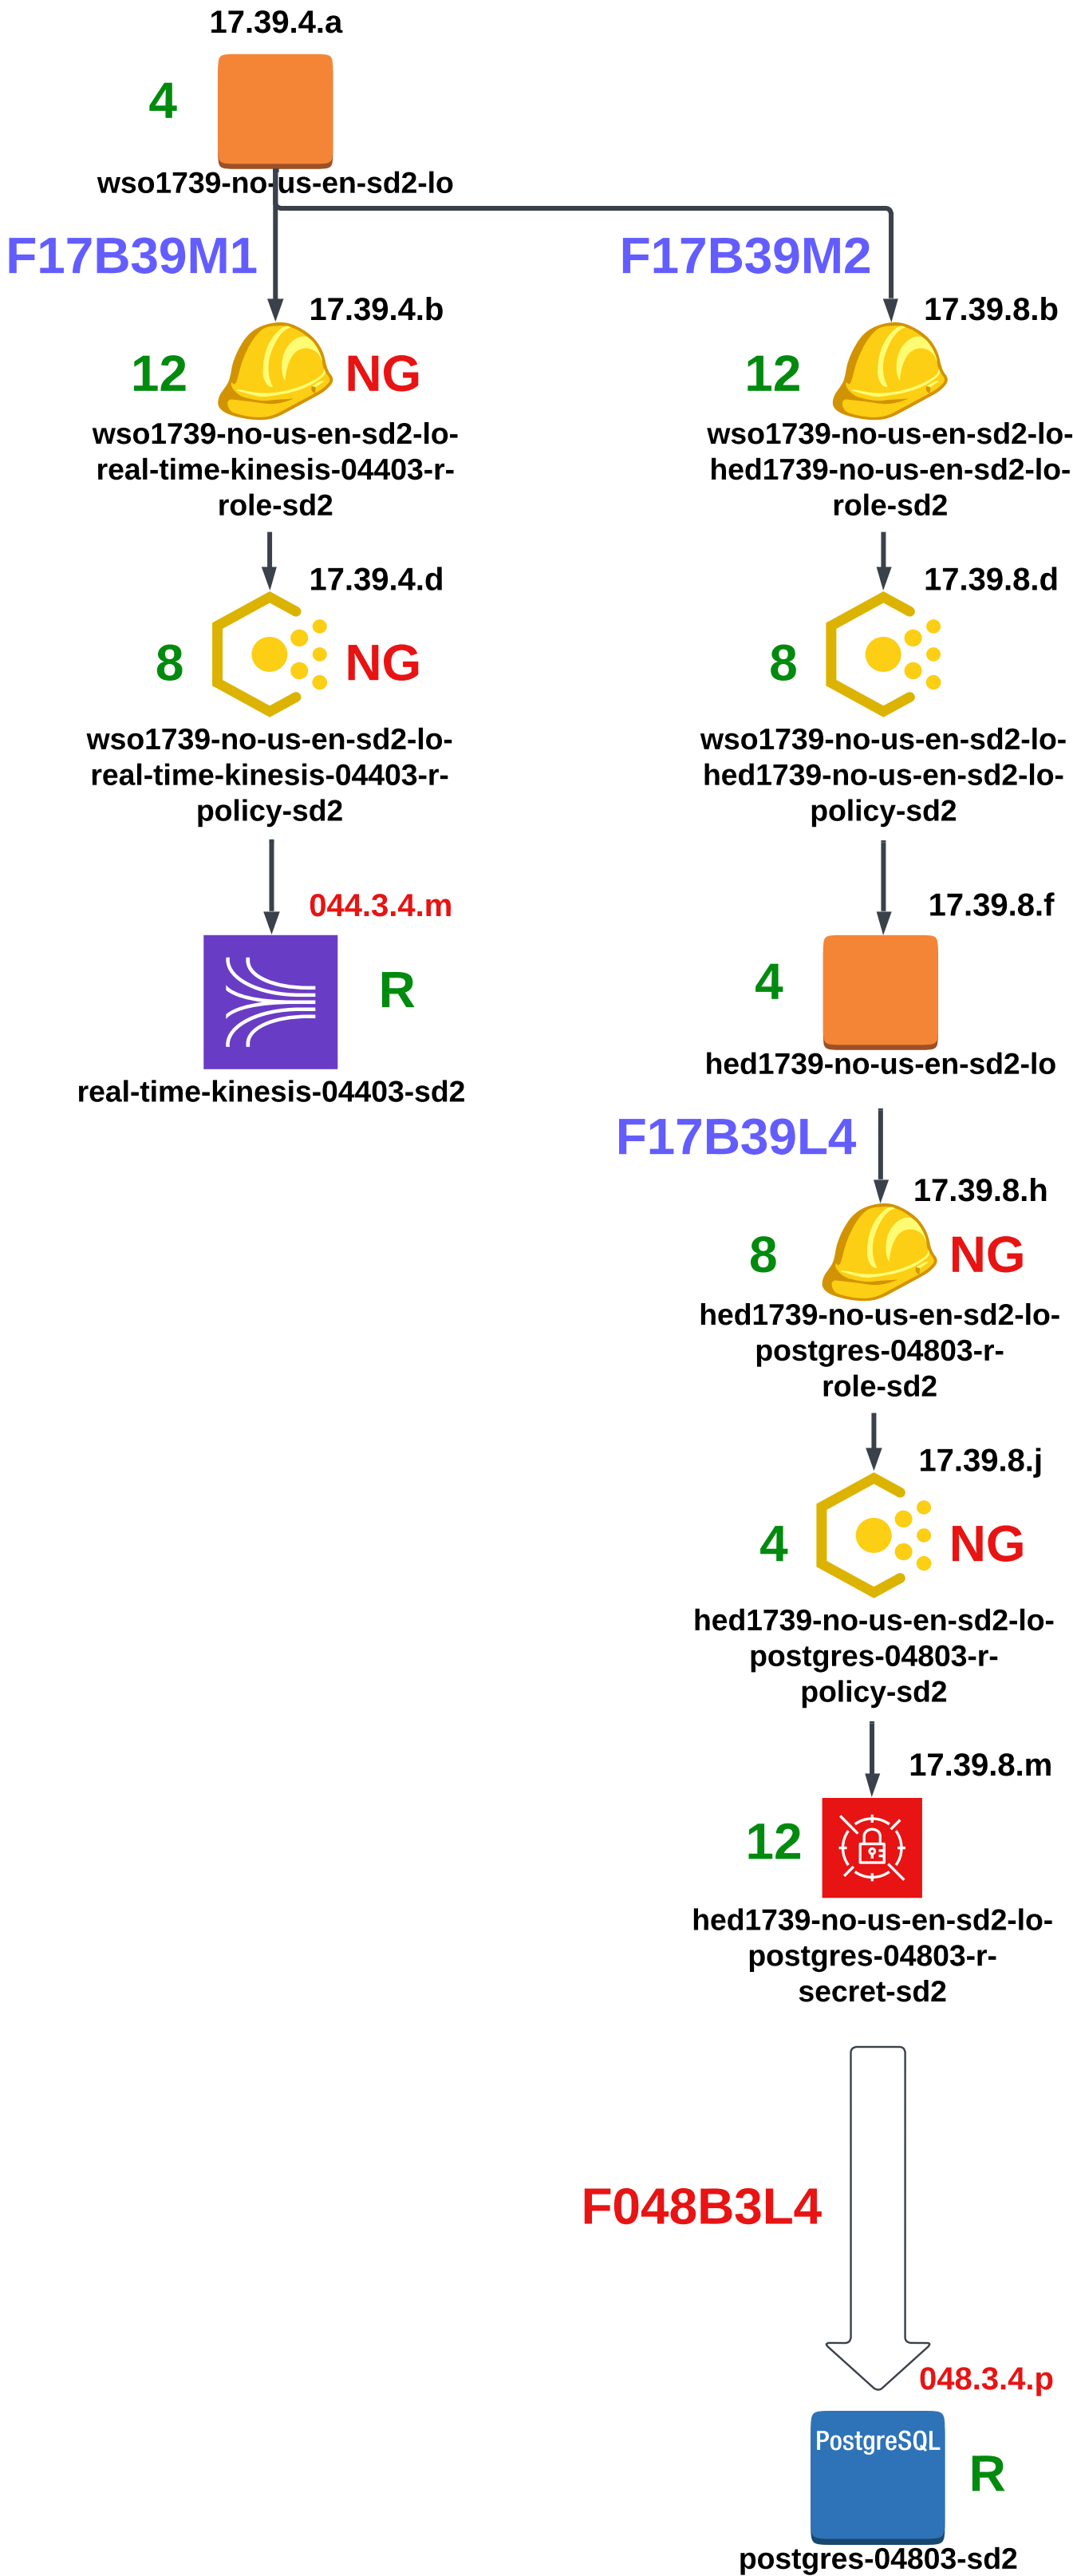 17.39.4.a
4
wso1739-no-us-en-sd2-lo
F17B39M1
17.39.4.b
12
NG
wso1739-no-us-en-sd2-lo-
real-time-kinesis-04403-r-
role-sd2
17.39.4.d
8
NG
wso1739-no-us-en-sd2-lo-
real-time-kinesis-04403-r-
policy-sd2
044.3.4.m
R
real-time-kinesis-04403-sd2
F17B39M2
17.39.8.b
12
wso1739-no-us-en-sd2-lo-
hed1739-no-us-en-sd2-lo-
role-sd2
17.39.8.d
8
wso1739-no-us-en-sd2-lo-
hed1739-no-us-en-sd2-lo-
policy-sd2
17.39.8.f
4
hed1739-no-us-en-sd2-lo
F17B39L4
17.39.8.h
8
NG
hed1739-no-us-en-sd2-lo-
postgres-04803-r-
role-sd2
17.39.8.j
4
NG
hed1739-no-us-en-sd2-lo-
postgres-04803-r-
policy-sd2
17.39.8.m
12
hed1739-no-us-en-sd2-lo-
postgres-04803-r-
secret-sd2
F048B3L4
048.3.4.p
PostgreSQL
R
postgres-04803-sd2